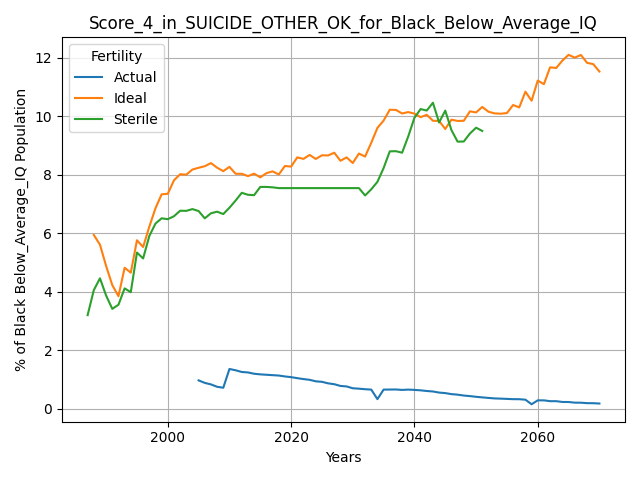 Score_4_in_SUICIDE_OTHER_OK_for_Black_Below_Average_IQ
Fertility
Actual
Ideal
Sterile
% of Black Below_Average_IQ Population
12
10
8
6
4
2
0
2000
2020
2040
2060
Years